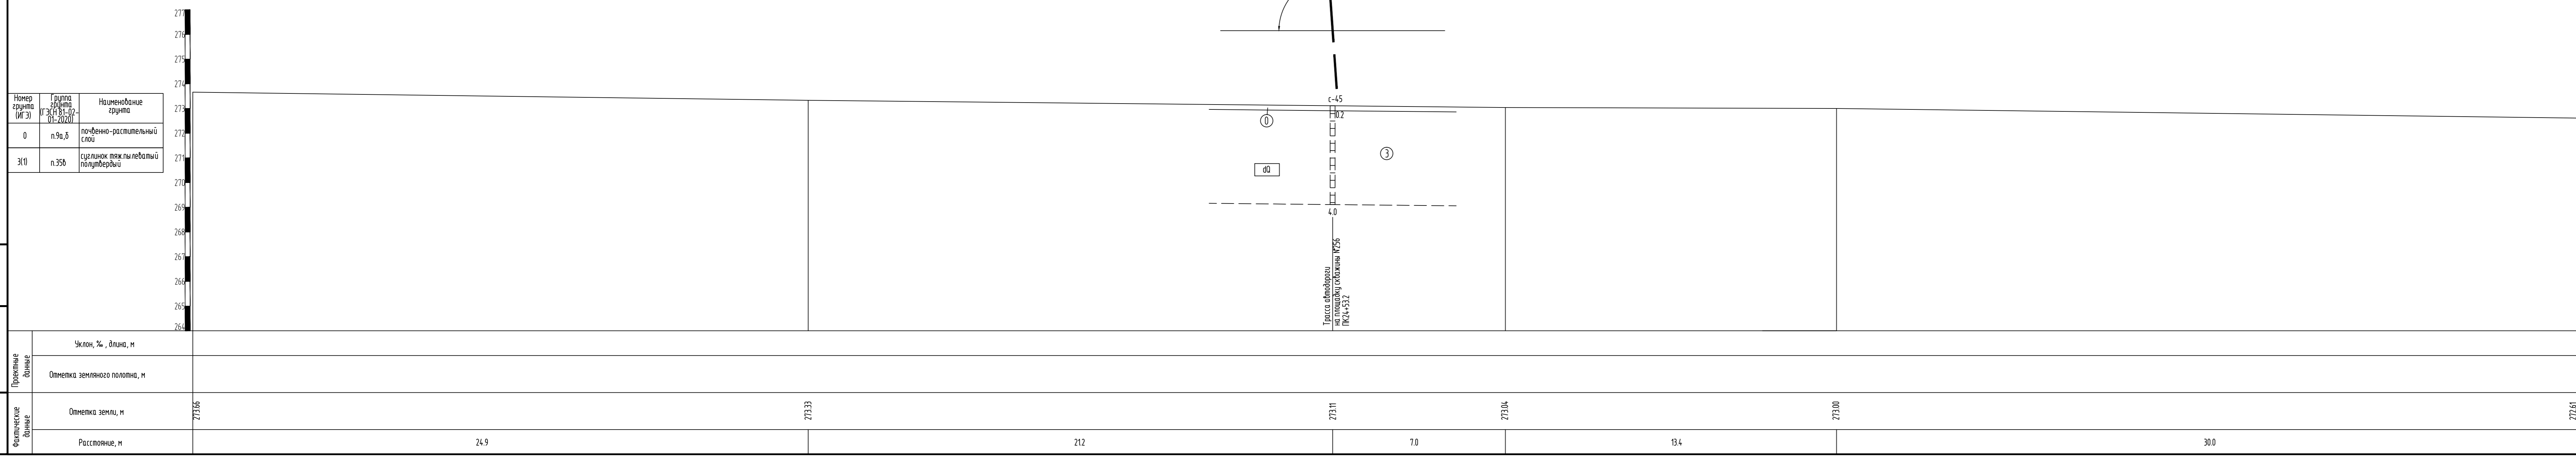 277
276
275
274
273
272
271
270
269
268
267
266
265
264
Номер
грунта
(ИГЭ)
Группа
грунта
(ГЭСН 81-02-
01-2020)
Наименование
грунта
0
п.9а,б
почвенно-растительный
слой
3(1)
п.35в
суглинок тяж.пылеватый
полутвердый
с-45
0.2
0
3
dQ
4.0
Трасса автодороги
на площадку скважины №256
ПК24+53.2
Проектные
данные
Уклон, ‰ , длина, м
Отметка земляного полотна, м
Фактические
данные
Отметка земли, м
273.66
273.33
273.11
273.04
273.00
272.61
Расстояние, м
24.9
21.2
7.0
13.4
30.0